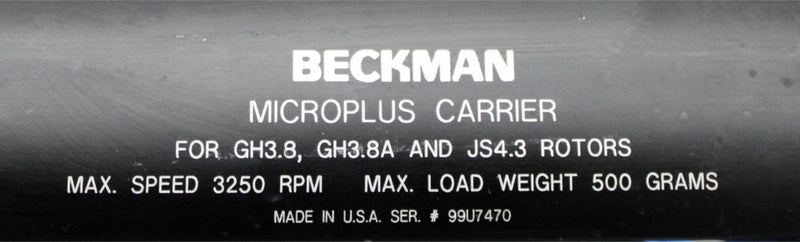 BECKMAN
MICROPLUS CARRIER
FOR GH3.8, GH3.8A AND JS4.3 ROTORS
MAX. SPEED 3250 RPM MAX. LOAD WEIGHT 500 GRAMS
MADE IN U.S.A. SER. # 99U7470